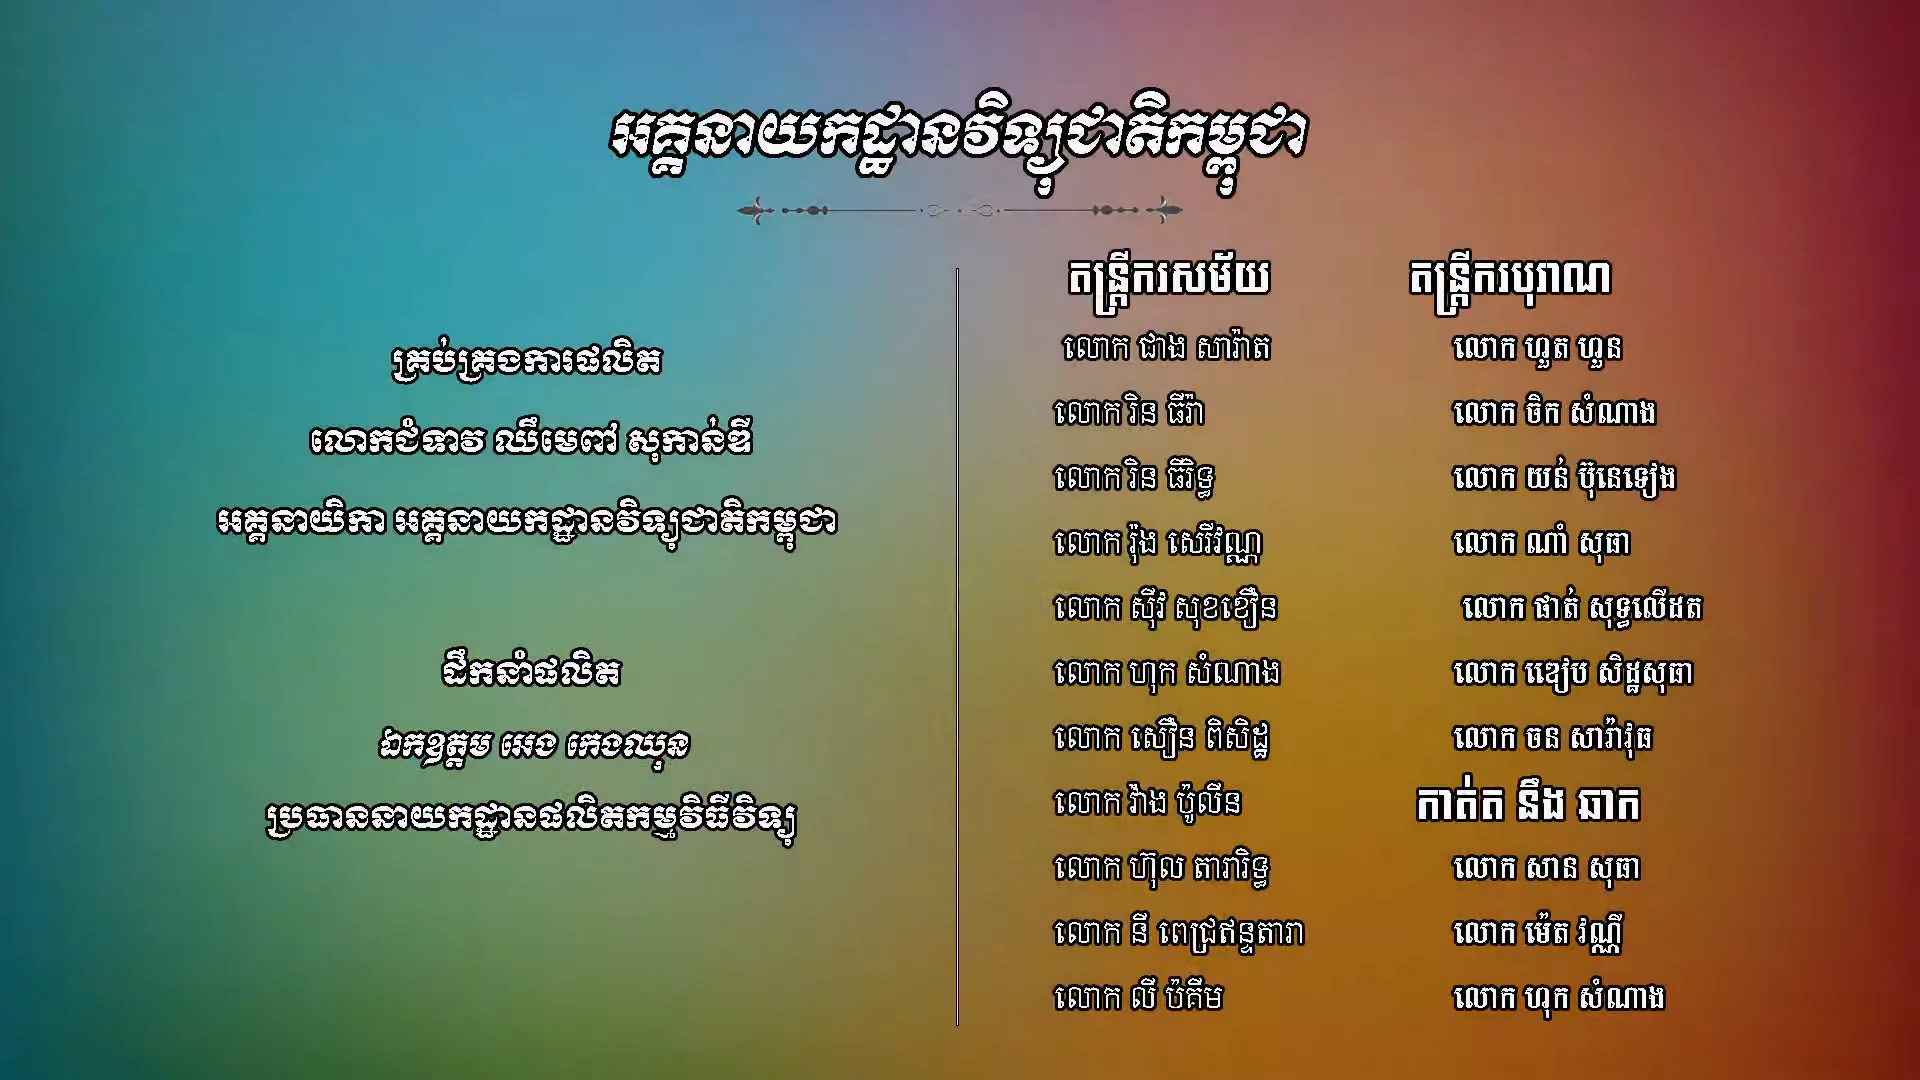 អគ្គនាយកដ្ឋានវិទ្យុជាតិកម្ពុជា
គ្រប់គ្រងការផលិត
លោកជំទាវ ឈឹមពៅ សុកាន់ឌី
អគ្គនាយិកា អគ្គនាយកដ្ឋានវិទ្យុជាតិកម្ពុជា
ដឹកនាំផលិត
ឯកឧត្តម អេង កេងឈុន
ប្រធាននាយកដ្ឋានផលិតកម្មវិធីវិទ្យុ
តន្ត្រីករសម័យ
លោក ជាង សារ៉ាត
លោក រិន ធីរ៉ា
លោក រិន ធីរិទ្ធ
លោក រ៉ុង សេរីវណ្ណ
លោក ស៊ីវ សុខខឿន
លោក ហុក សំណាង
លោក សឿន ពិសិដ្ឋ
លោក វ៉ាង ប៉ូលីន
លោក ហ៊ុល តារារិទ្ធ
លោក នី ពេជ្រឥន្ទតារា
លោក លី ប៉គីម
តន្ត្រីករបុរាណ
លោក ហួត ហួន
លោក ចិក សំណាង
លោក យន់ ប៊ុនទៀង
លោក ណាំ សុធា
លោក ផាត់ សុទ្ធលើដត
លោក ឌៀប សិដ្ឋសុធា
លោក ចន សារ៉ាវុធ
កាត់ត នឹង ឆាក
លោក សាន សុធា
លោក ម៉េត វណ្ណី
លោក ហុក សំណាង